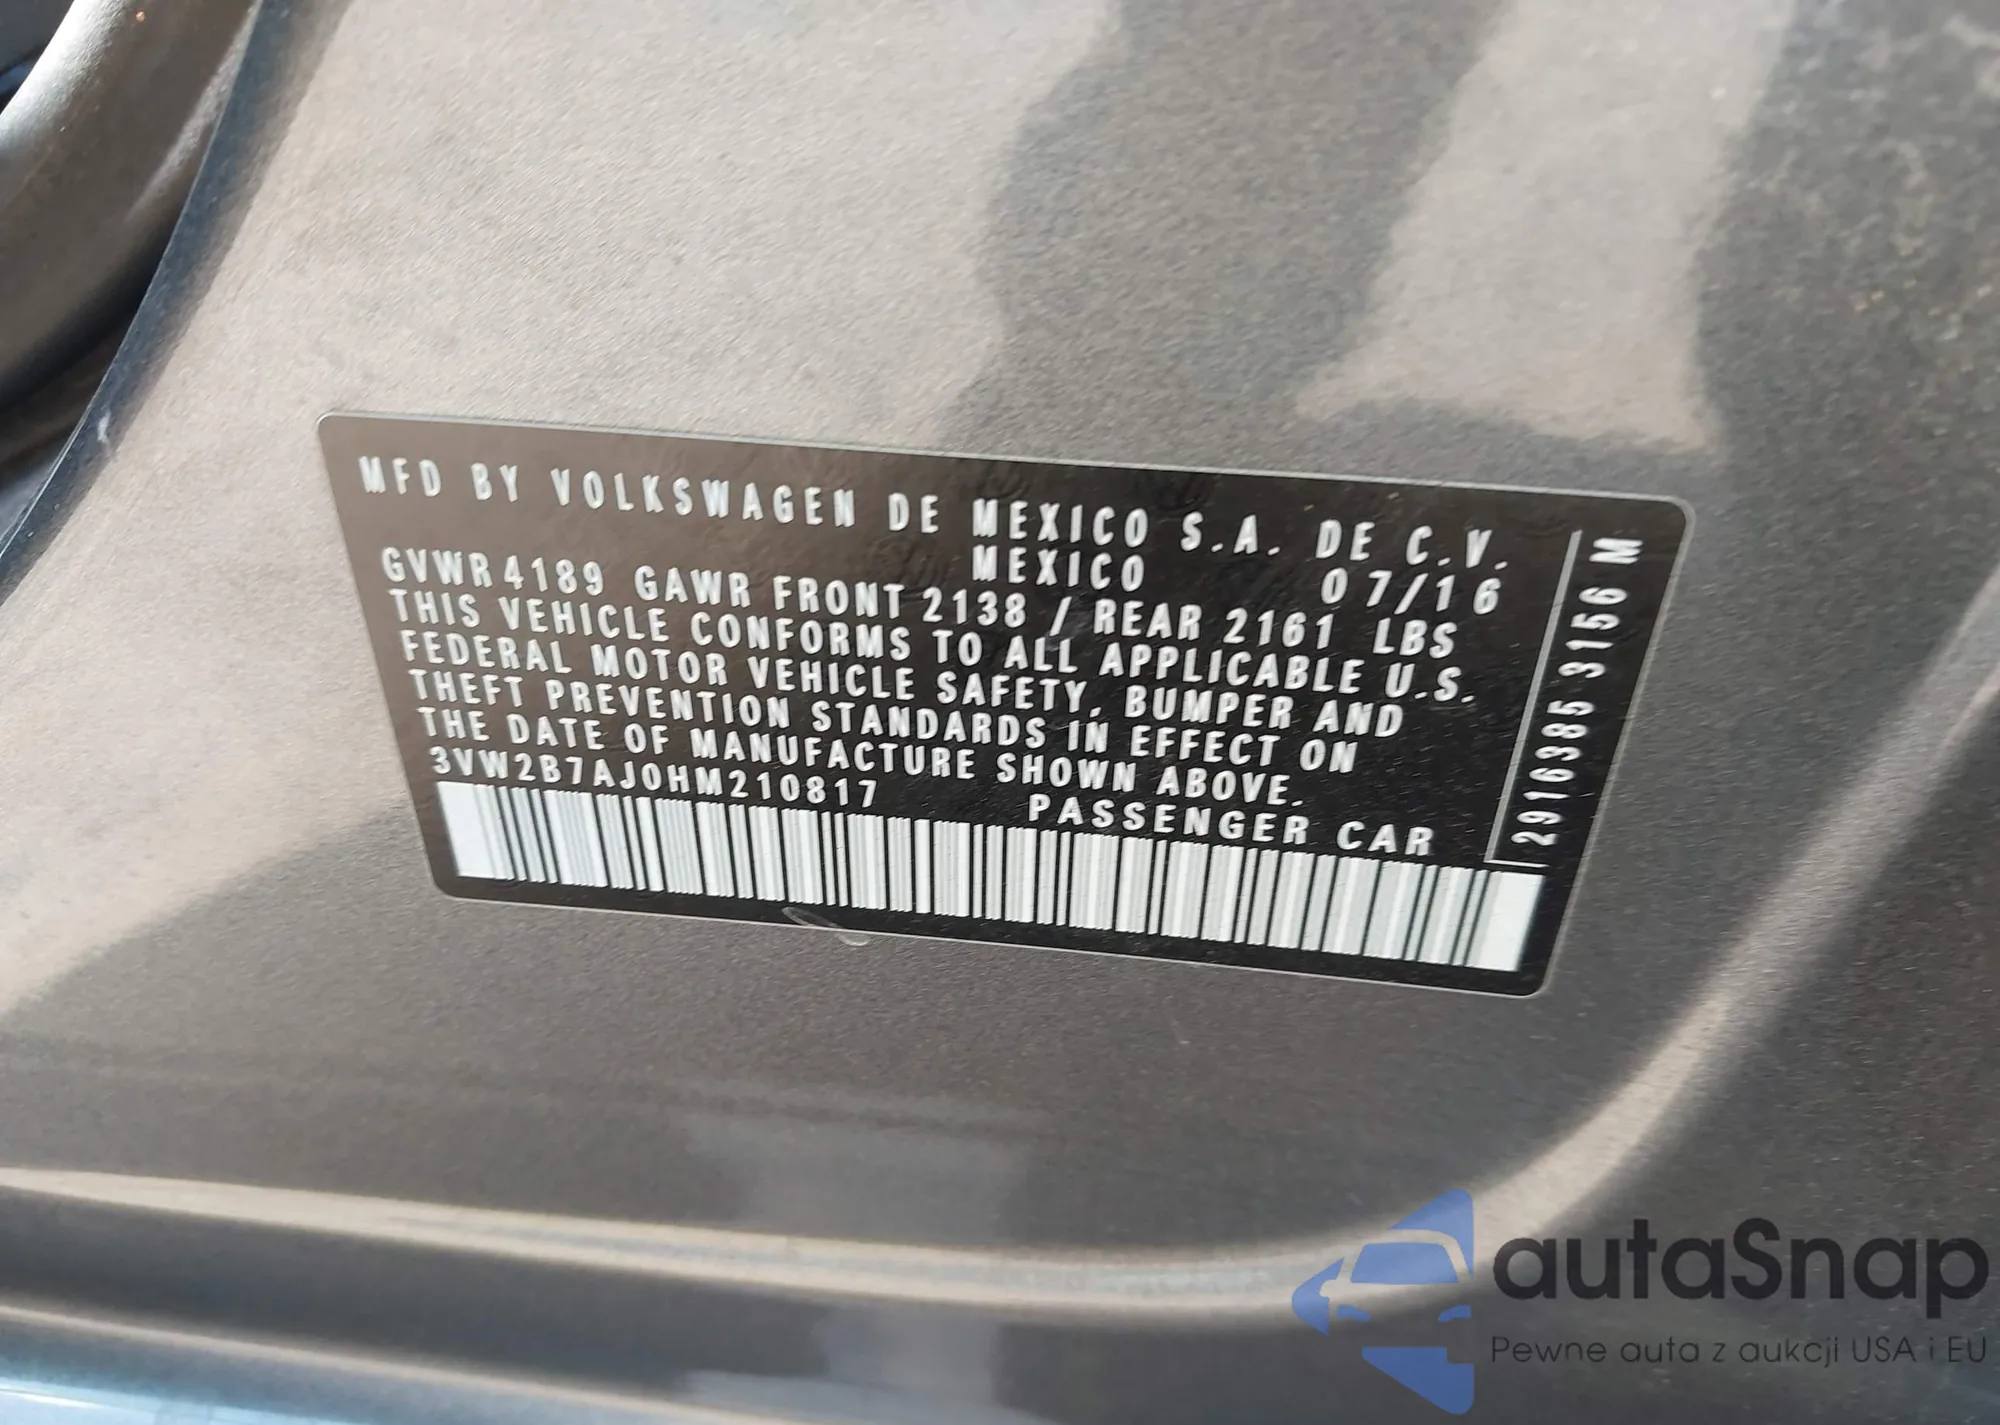 MFD BY VOLKSWAGEN DE MEXICO S.A. DE C.V.
MEXICO 07/16
GVWR 4189 GAWR FRONT 2138 / REAR 2161 LBS
THIS VEHICLE CONFORMS TO ALL APPLICABLE U.S.
FEDERAL MOTOR VEHICLE SAFETY, BUMPER AND
THEFT PREVENTION STANDARDS IN EFFECT ON
THE DATE OF MANUFACTURE SHOWN ABOVE.
3VW2B7AJ0HM210817 PASSENGER CAR
2916385 3156 M
autaSnap
Pewne auta z aukcji USA i EU